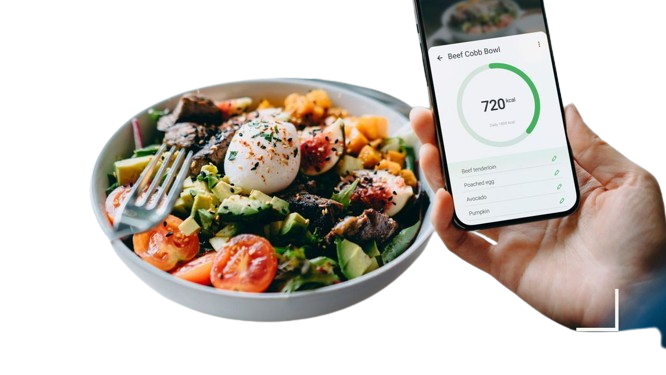 Beef Cobb Bowl
720 kcal
Beef tenderloin
Poached egg
Avocado
Pumpkin